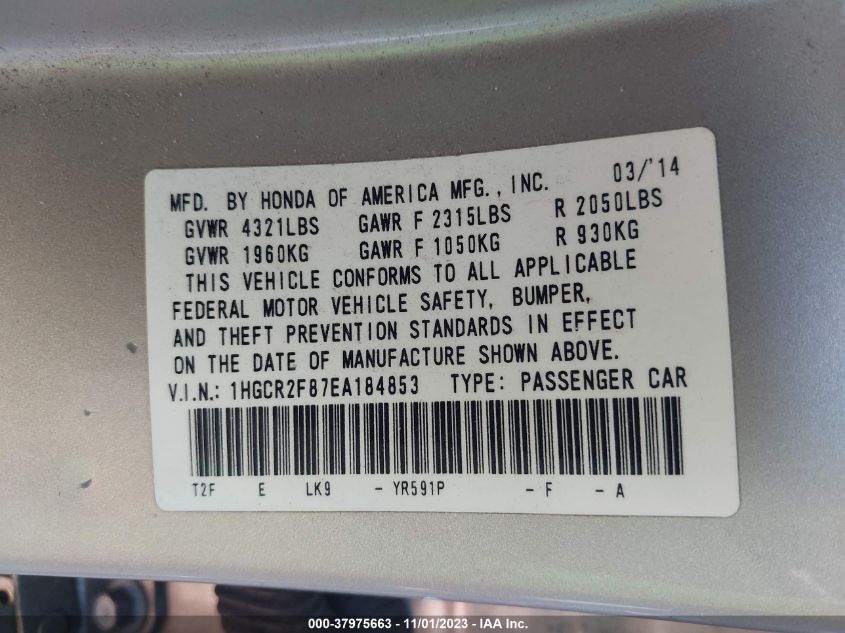 MFD. BY HONDA OF AMERICA MFG., INC. 03/'14
GVWR 4321LBS GAWR F 2315LBS R 2050LBS
GVWR 1960KG GAWR F 1050KG R 930KG
THIS VEHICLE CONFORMS TO ALL APPLICABLE
FEDERAL MOTOR VEHICLE SAFETY, BUMPER,
AND THEFT PREVENTION STANDARDS IN EFFECT
ON THE DATE OF MANUFACTURE SHOWN ABOVE.
V.I.N.: 1HGCR2F87EA184853 TYPE: PASSENGER CAR
T2F E LK9 - YR591P - F - A
000-37975663 - 11/01/2023 - IAA Inc.